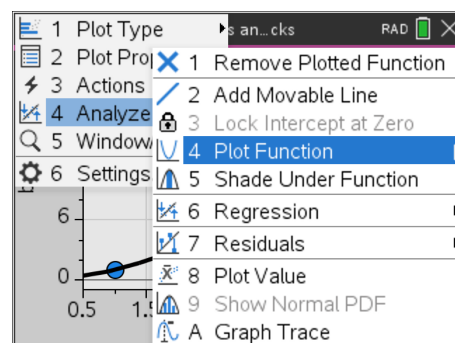 1 Plot Type
s an...cks RAD
2 Plot Prop
3 Actions
4 Analyze
5 Window/
6 Settings
1 Remove Plotted Function
2 Add Movable Line
3 Lock Intercept at Zero
4 Plot Function
5 Shade Under Function
6 Regression
7 Residuals
8 Plot Value
9 Show Normal PDF
A Graph Trace
6
0
0.5 1.5